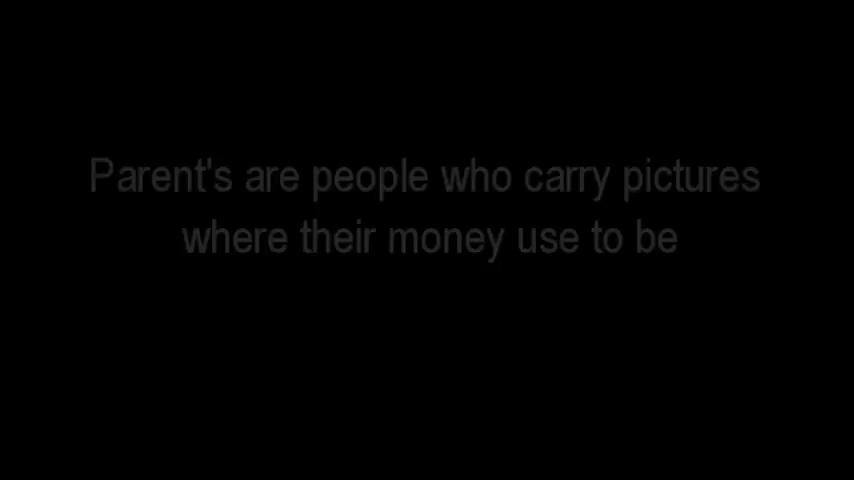 Parent's are people who carry pictures
where their money use to be